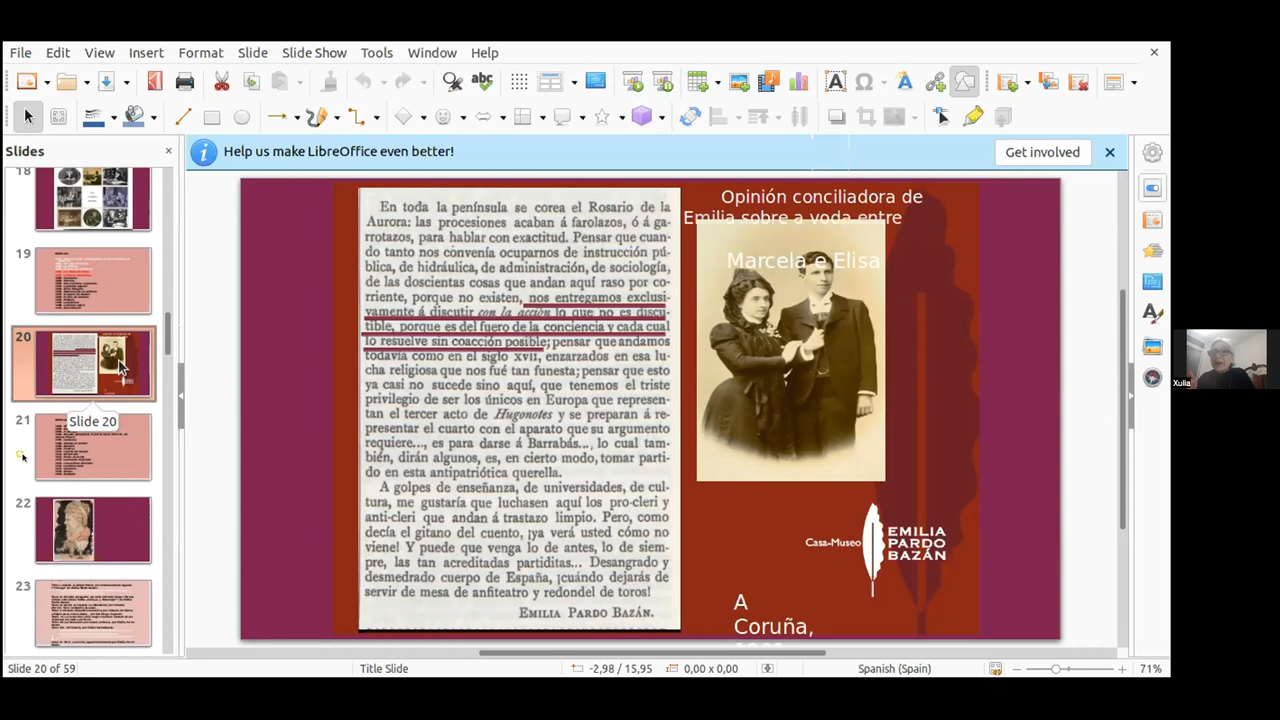 File Edit View Insert Format Slide Slide Show Tools Window Help
Slides
Help us make LibreOffice even better!
Get involved
18
19
20
Slide 20
21
22
23
En toda la península se corea el Rosario de la
Aurora: las procesiones acaban á farolazos, ó á ga-
rrotazos, para hablar con exactitud. Pensar que cuan-
do tanto nos convenía ocuparnos de instrucción pú-
blica, de hidráulica, de administración, de sociología,
de las doscientas cosas que andan aquí raso por co-
rriente, porque no existen, nos entregamos exclusi-
vamente á discutir con la acción lo que no es discu-
tible, porque es del fuero de la conciencia y cada cual
lo resuelve sin coacción posible; pensar que andamos
todavía como en el siglo XVII, enzarzados en esa lu-
cha religiosa que nos fué tan funesta; pensar que esto
ya casi no sucede sino aquí, que tenemos el triste
privilegio de ser los únicos en Europa que represen-
tan el tercer acto de Hugonotes y se preparan á re-
presentar el cuarto con el aparato que su argumento
requiere..., es para darse á Barrabás..., lo cual tam-
bién, dirán algunos, es, en cierto modo, tomar parti-
do en esta antipatriótica querella.
A golpes de enseñanza, de universidades, de cul-
tura, me gustaría que luchasen aquí los pro-cleri y
anti-cleri que andan á trastazo limpio. Pero, como
decía el gitano del cuento, ¡ya verá usted cómo no
viene! Y puede que venga lo de antes, lo de siem-
pre, las tan acreditadas partiditas... Desangrado y
desmedrado cuerpo de España, ¡cuándo dejarás de
servir de mesa de anfiteatro y redondel de toros!
EMILIA PARDO BAZÁN.
Opinión conciliadora de
Emilia sobre a voda entre
Marcela e Elisa
Casa-Museo
EMILIA
PARDO
BAZÁN
A
Coruña,
Xulia
Slide 20 of 59
Title Slide
-2,98 / 15,95
0,00 x 0,00
Spanish (Spain)
71%